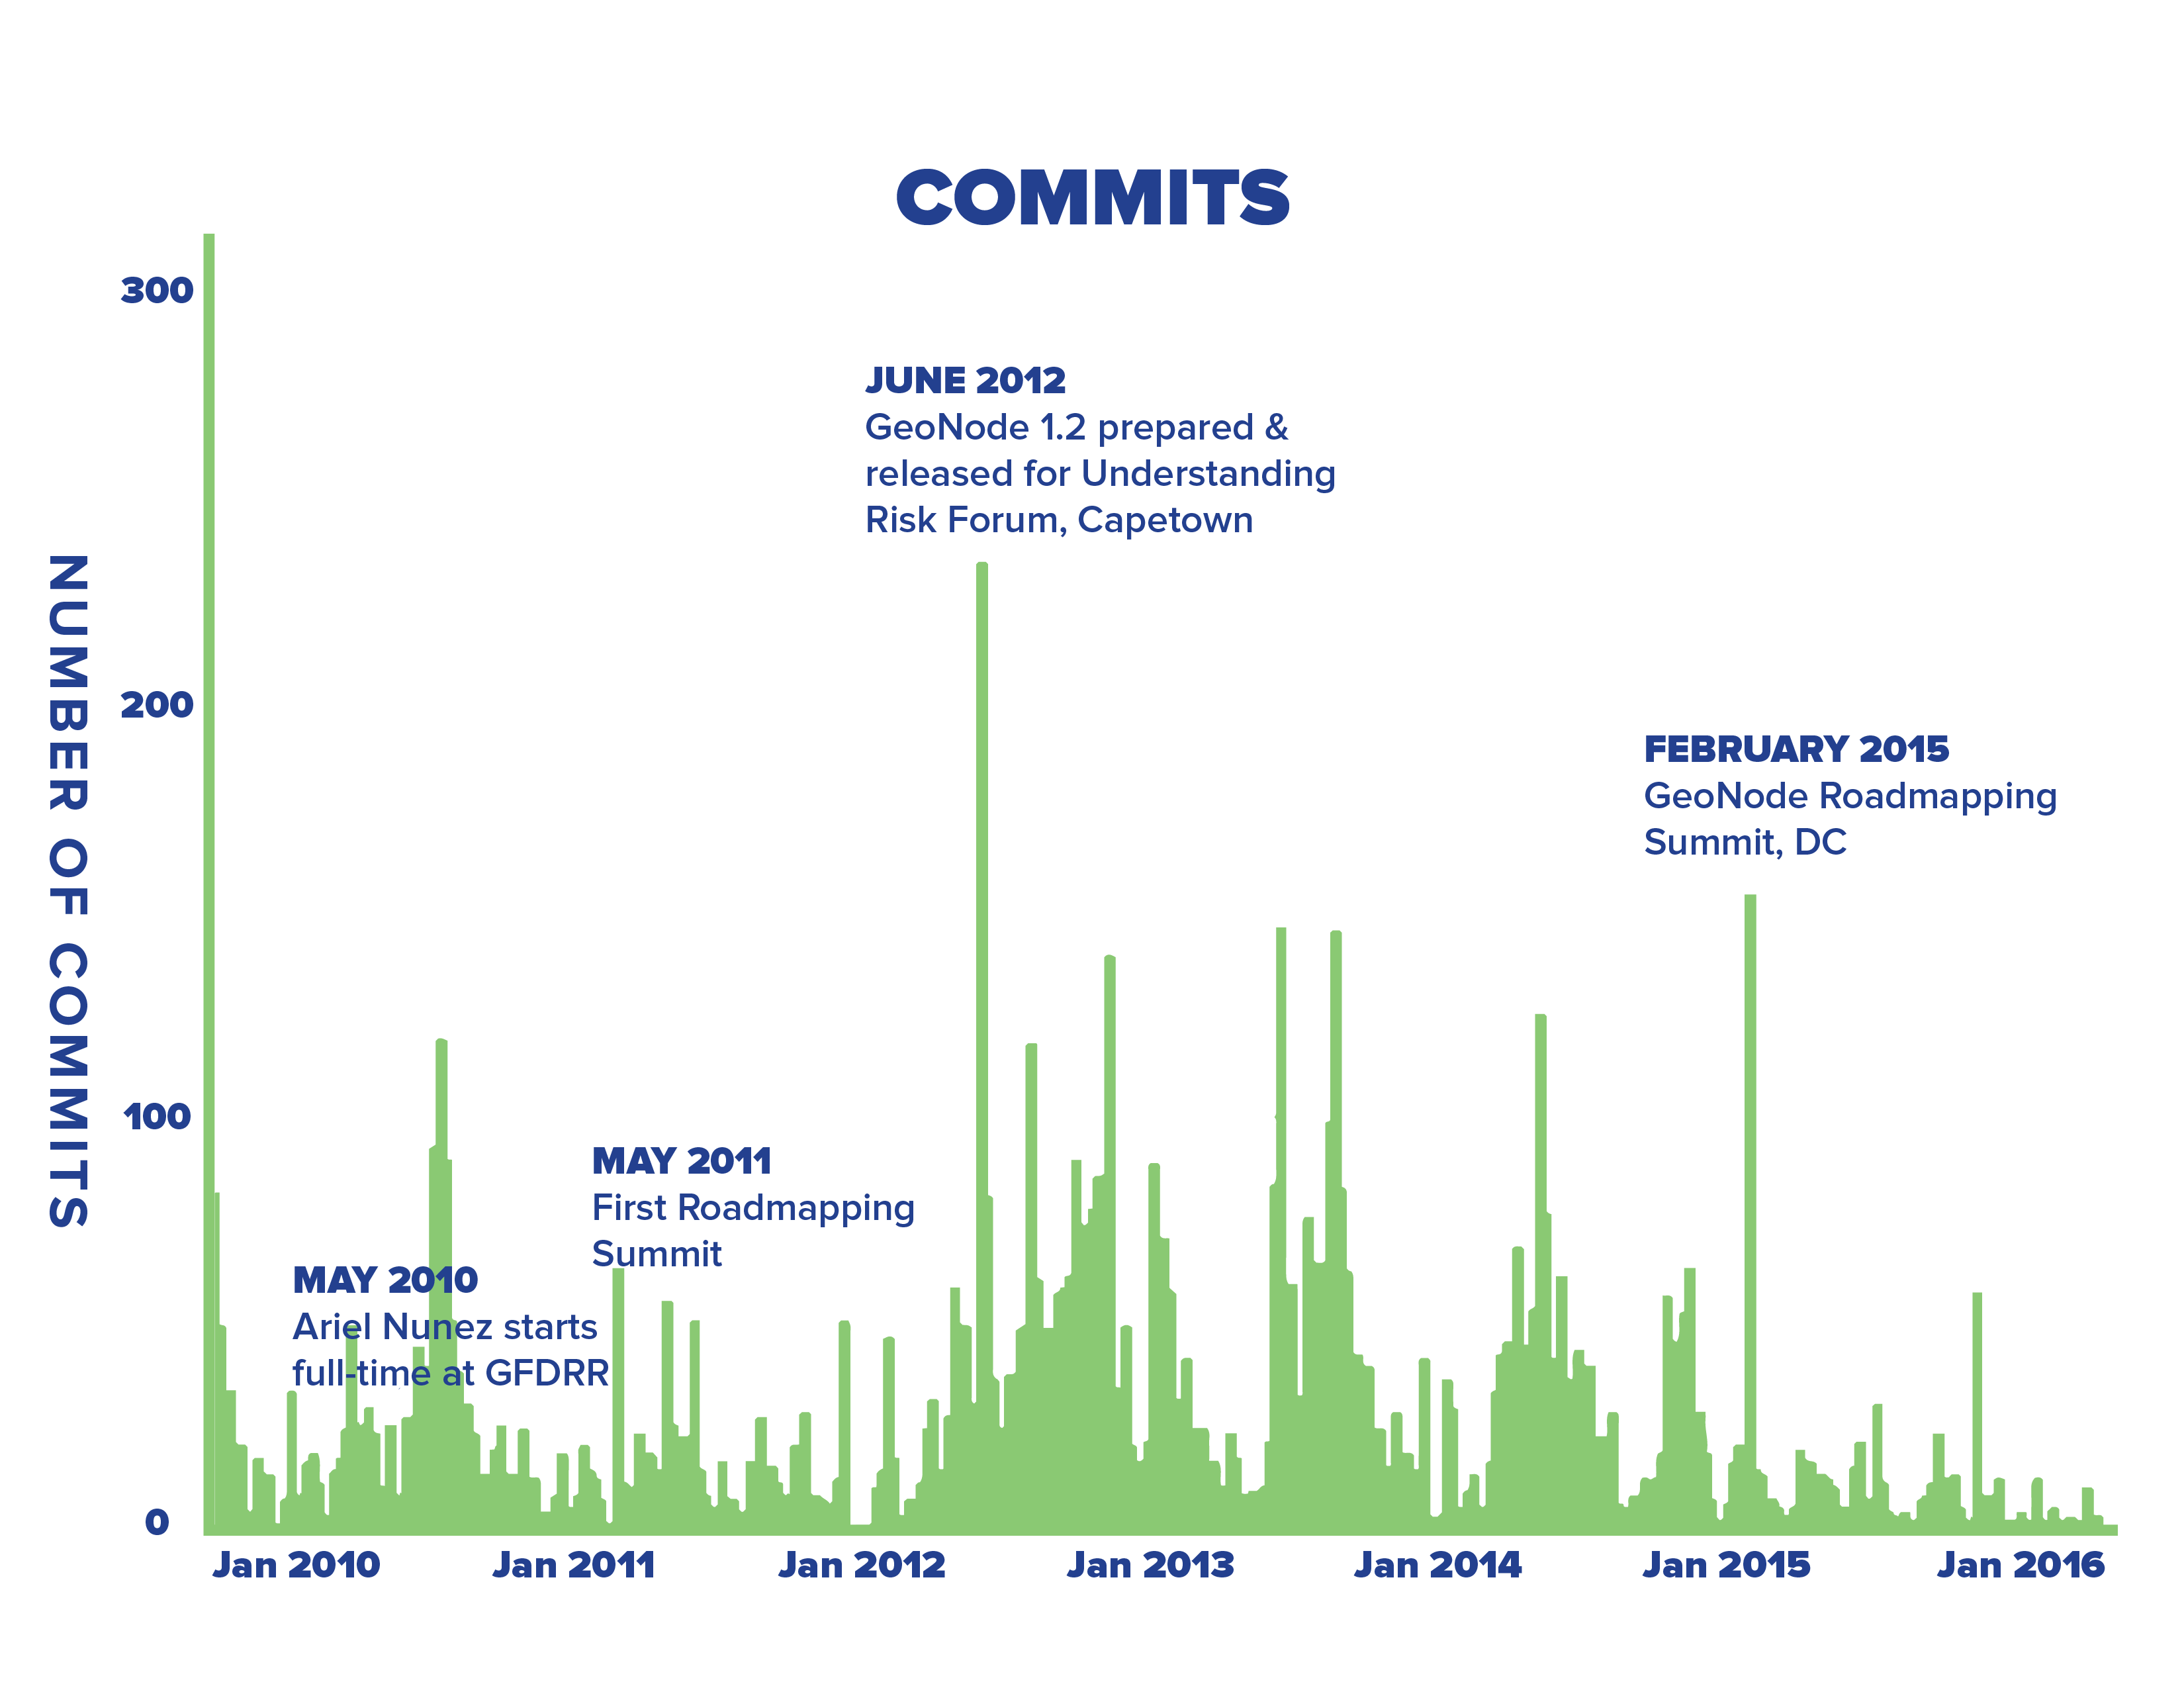 COMMITS
300
JUNE 2012
GeoNode 1.2 prepared &
released for Understanding
Risk Forum, Capetown
NUMBER OF COMMITS
200
FEBRUARY 2015
GeoNode Roadmapping
Summit, DC
100
MAY 2011
First Roadmapping
Summit
MAY 2010
Ariel Nunez starts
full-time at GFDRR
0
Jan 2010 Jan 2011 Jan 2012 Jan 2013 Jan 2014 Jan 2015 Jan 2016